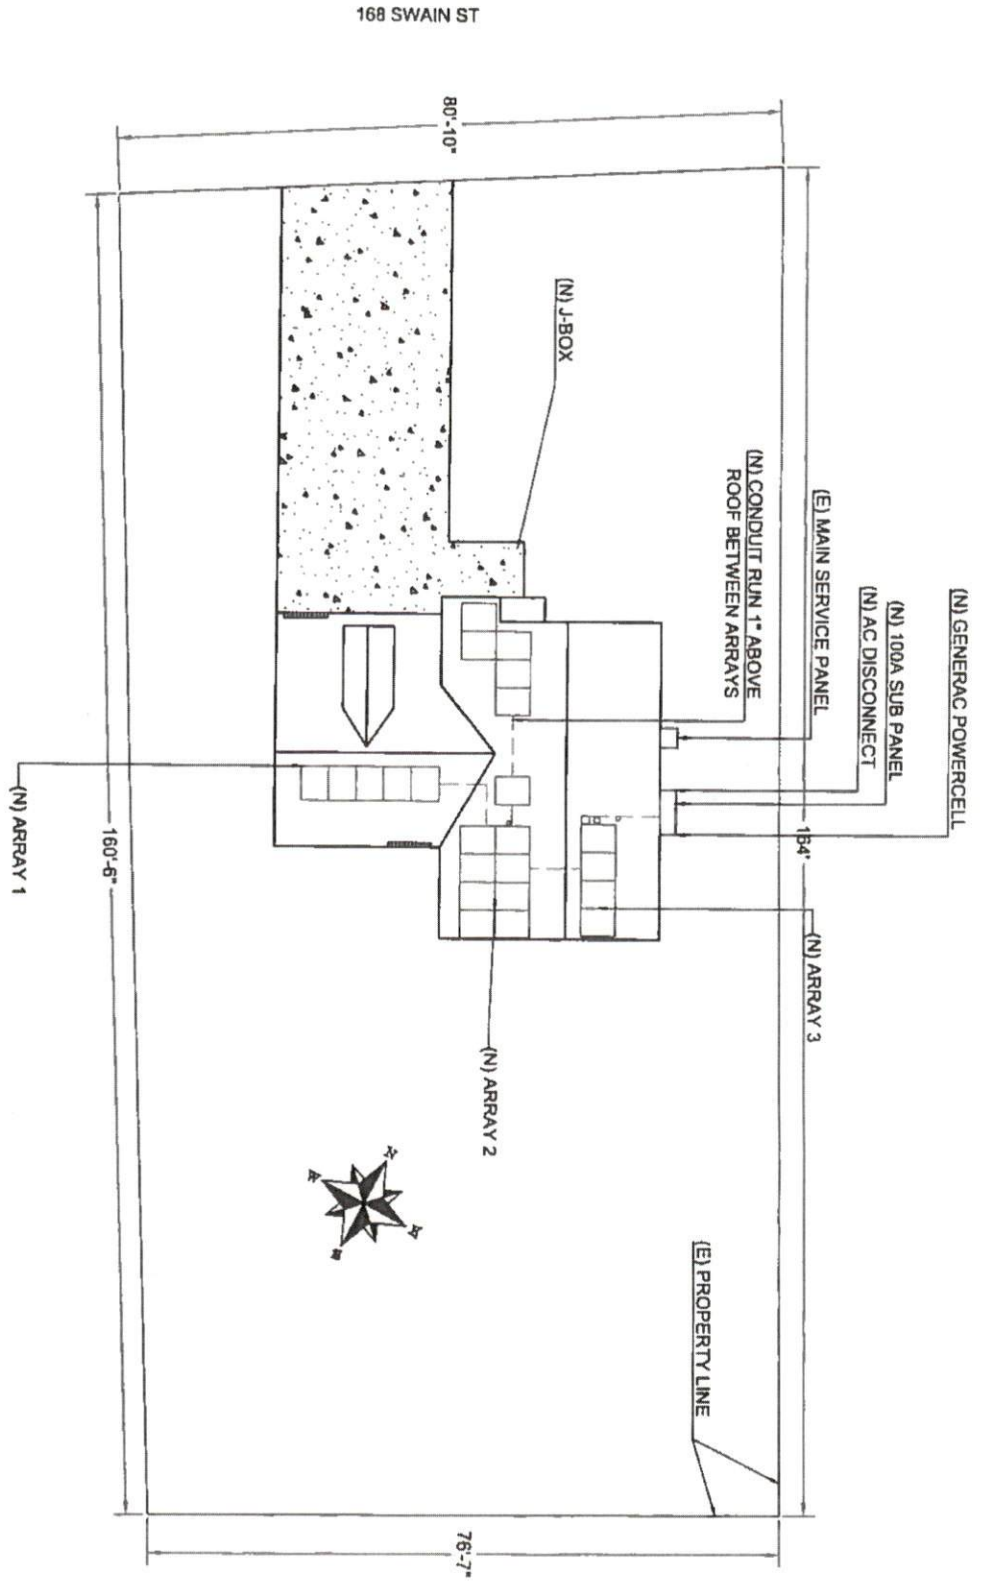 168 SWAIN ST
80'-10"
(N) J-BOX
(N) CONDUIT RUN 1" ABOVE
ROOF BETWEEN ARRAYS
(E) MAIN SERVICE PANEL
(N) AC DISCONNECT
(N) 100A SUB PANEL
(N) GENERAC POWERCELL
164'
160'-6"
(N) ARRAY 1
(N) ARRAY 3
(N) ARRAY 2
(E) PROPERTY LINE
76'-7"